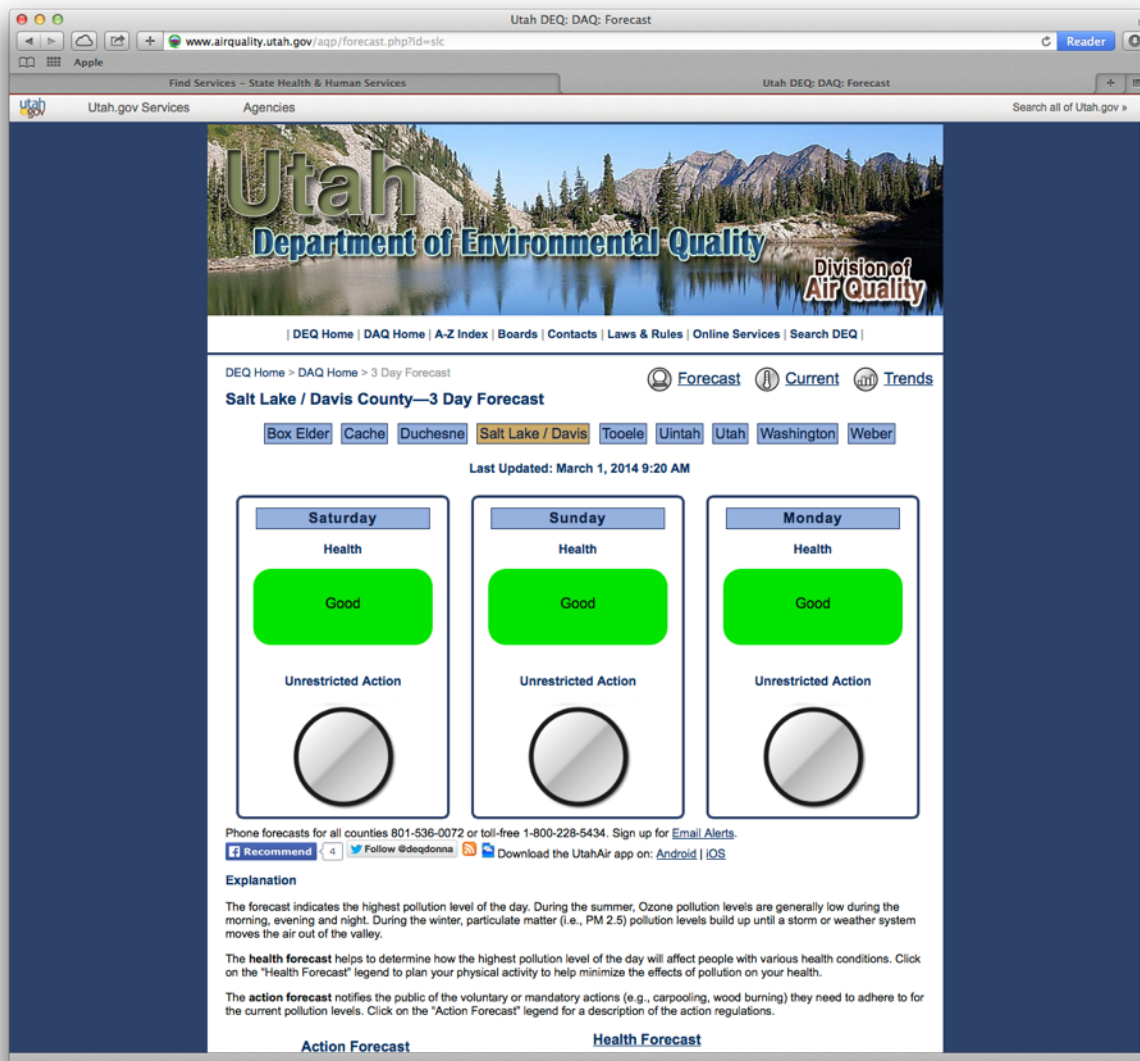 Utah DEQ: DAQ: Forecast
www.airquality.utah.gov/aqp/forecast.php?id=slc
Reader
Apple
Find Services – State Health & Human Services
Utah DEQ: DAQ: Forecast
utah gov
Utah.gov Services
Agencies
Search all of Utah.gov »
Utah
Department of Environmental Quality
Division of
Air Quality
| DEQ Home | DAQ Home | A-Z Index | Boards | Contacts | Laws & Rules | Online Services | Search DEQ |
DEQ Home > DAQ Home > 3 Day Forecast
Forecast Current Trends
Salt Lake / Davis County—3 Day Forecast
Box Elder Cache Duchesne Salt Lake / Davis Tooele Uintah Utah Washington Weber
Last Updated: March 1, 2014 9:20 AM
Saturday Sunday Monday
Health Health Health
Good Good Good
Unrestricted Action Unrestricted Action Unrestricted Action
Phone forecasts for all counties 801-536-0072 or toll-free 1-800-228-5434. Sign up for Email Alerts.
Recommend 4 Follow @deqdonna Download the UtahAir app on: Android | iOS
Explanation
The forecast indicates the highest pollution level of the day. During the summer, Ozone pollution levels are generally low during the
morning, evening and night. During the winter, particulate matter (i.e., PM 2.5) pollution levels build up until a storm or weather system
moves the air out of the valley.
The health forecast helps to determine how the highest pollution level of the day will affect people with various health conditions. Click
on the "Health Forecast" legend to plan your physical activity to help minimize the effects of pollution on your health.
The action forecast notifies the public of the voluntary or mandatory actions (e.g., carpooling, wood burning) they need to adhere to for
the current pollution levels. Click on the "Action Forecast" legend for a description of the action regulations.
Action Forecast
Health Forecast